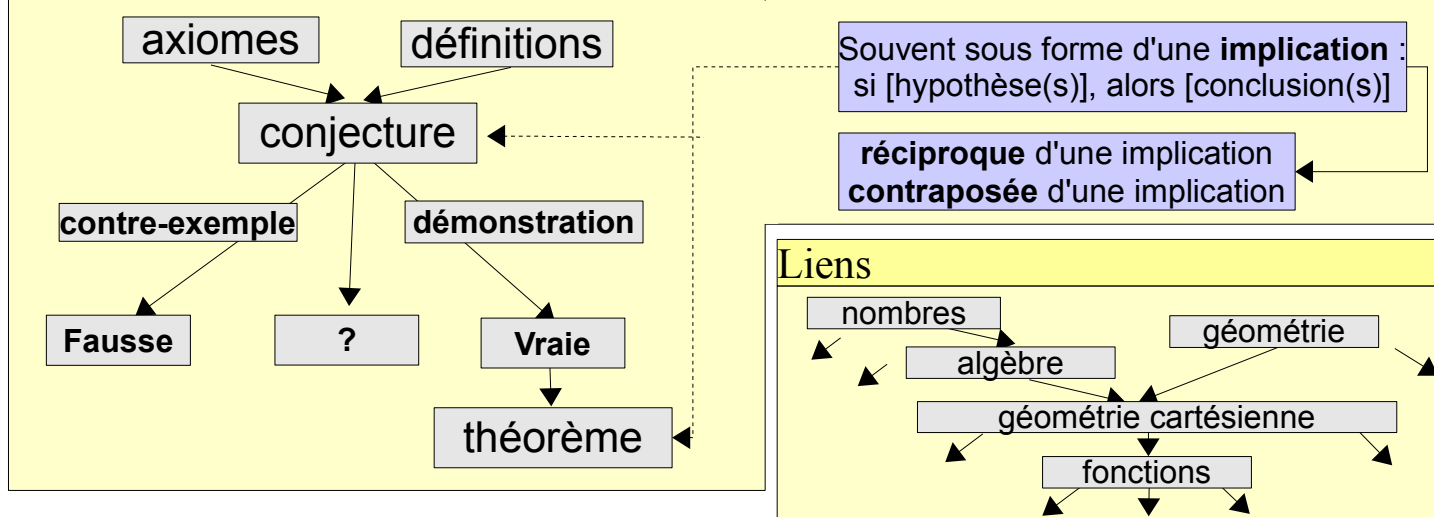 axiomes
définitions
conjecture
contre-exemple
démonstration
Fausse
?
Vraie
théorème
Souvent sous forme d'une implication :
si [hypothèse(s)], alors [conclusion(s)]
réciproque d'une implication
contraposée d'une implication
Liens
nombres
géométrie
algèbre
géométrie cartésienne
fonctions